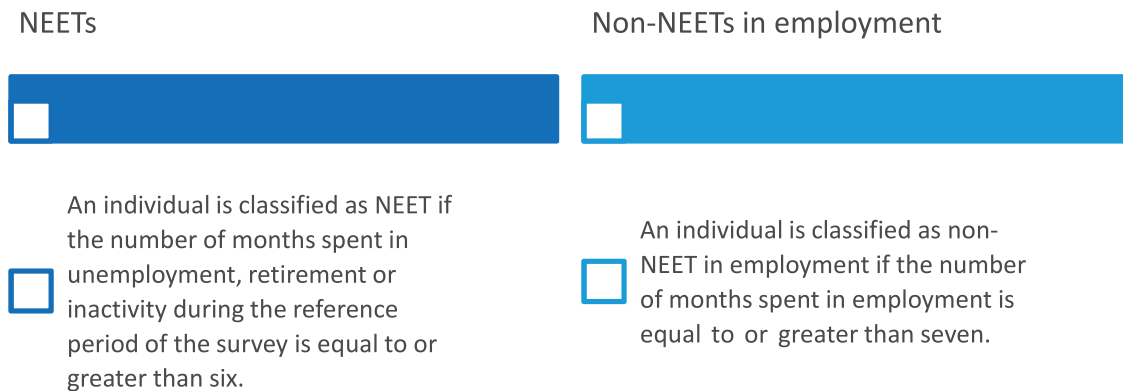 NEETs
Non-NEETs in employment
An individual is classified as NEET if
the number of months spent in
unemployment, retirement or
inactivity during the reference
period of the survey is equal to or
greater than six.
An individual is classified as non-
NEET in employment if the number
of months spent in employment is
equal to or greater than seven.